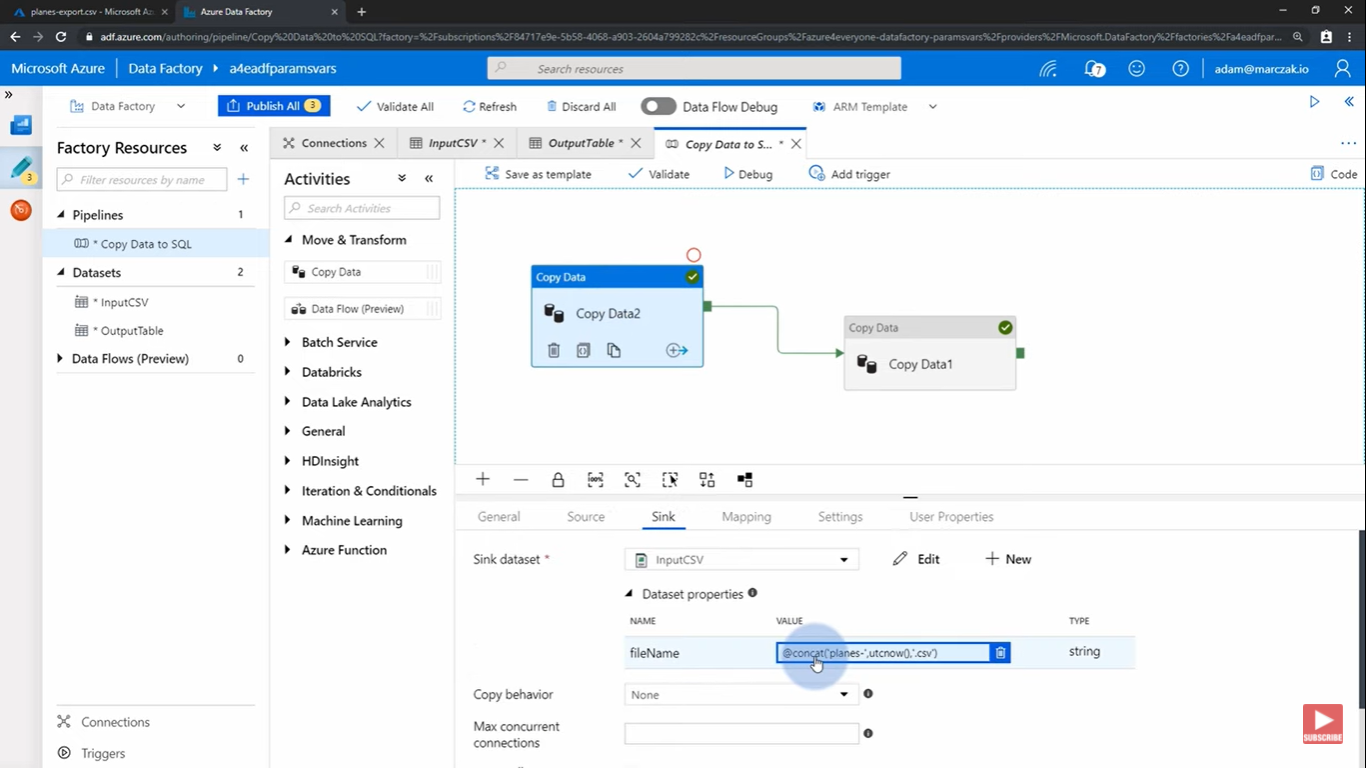 planes-export.csv - Microsoft Az
Azure Data Factory
adf.azure.com/authoring/pipeline/Copy%20Data%20to%20SQL?factory=%2Fsubscriptions%2F84717e9e-5b58-4068-a903-2604a799282c%2FresourceGroups%2Fazure4everyone-datafactory-paramsvars%2Fproviders%2FMicrosoft.DataFactory%2Ffactories%2Fa4eadfpar...
Microsoft Azure
Data Factory
a4eadfparamsvars
Search resources
7
adam@marczak.io
Data Factory
Publish All 3
Validate All
Refresh
Discard All
Data Flow Debug
ARM Template
3
Factory Resources
Filter resources by name
Pipelines 1
* Copy Data to SQL
Datasets 2
* InputCSV
* OutputTable
Data Flows (Preview) 0
Connections
Triggers
Connections
InputCSV *
OutputTable *
Copy Data to S... *
Activities
Search Activities
Move & Transform
Copy Data
Data Flow (Preview)
Batch Service
Databricks
Data Lake Analytics
General
HDInsight
Iteration & Conditionals
Machine Learning
Azure Function
Save as template
Validate
Debug
Add trigger
Code
Copy Data
Copy Data2
Copy Data
Copy Data1
100%
General
Source
Sink
Mapping
Settings
User Properties
Sink dataset *
InputCSV
Edit
New
Dataset properties
NAME
VALUE
TYPE
fileName
@concat('planes-',utcnow(),'.csv')
string
Copy behavior
None
Max concurrent
connections
SUBSCRIBE